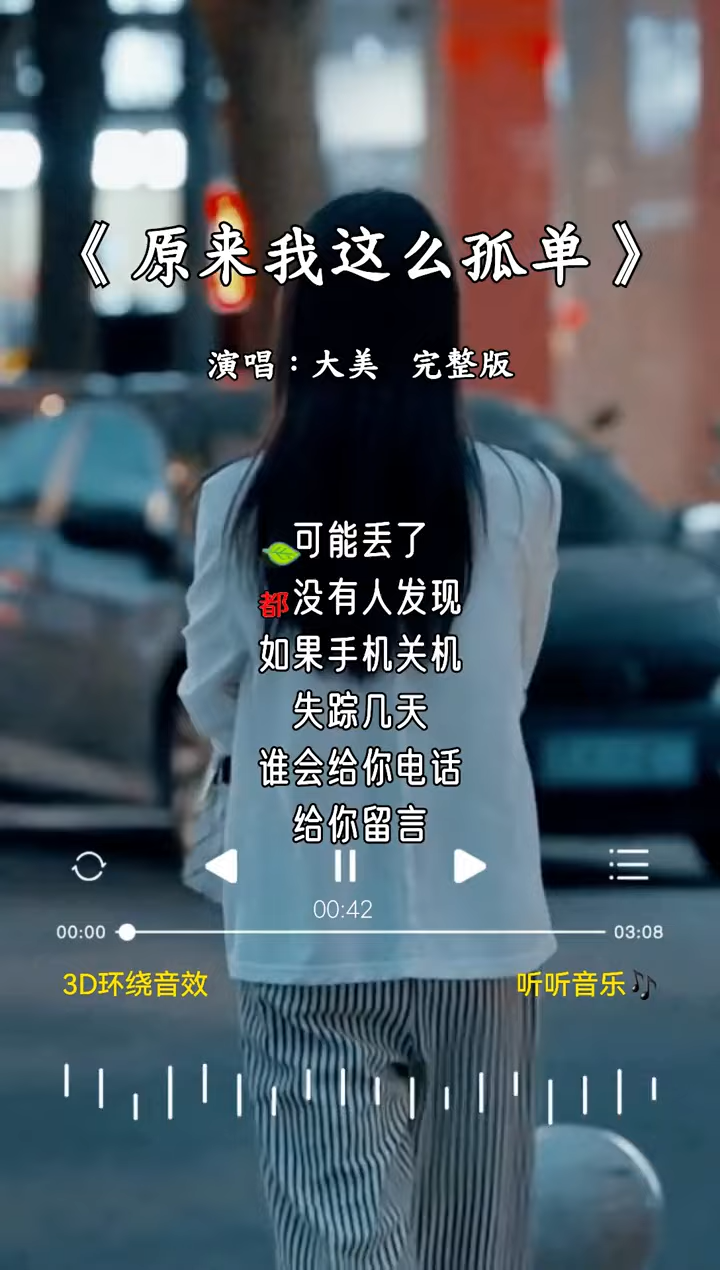 《原来我这么孤单》
演唱：大美 完整版
可能丢了
都没有人发现
如果手机关机
失踪几天
谁会给你电话
给你留言
00:42
00:00 03:08
3D环绕音效 听听音乐🎶